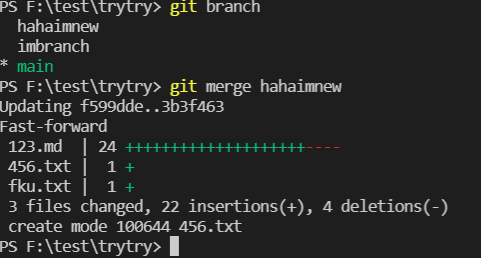 PS F:\test\trytry> git branch
  hahaimnew
  imbranch
* main
PS F:\test\trytry> git merge hahaimnew
Updating f599dde..3b3f463
Fast-forward
 123.md  | 24 ++++++++++++++++++++----
 456.txt |  1 +
 fku.txt |  1 +
 3 files changed, 22 insertions(+), 4 deletions(-)
 create mode 100644 456.txt
PS F:\test\trytry>